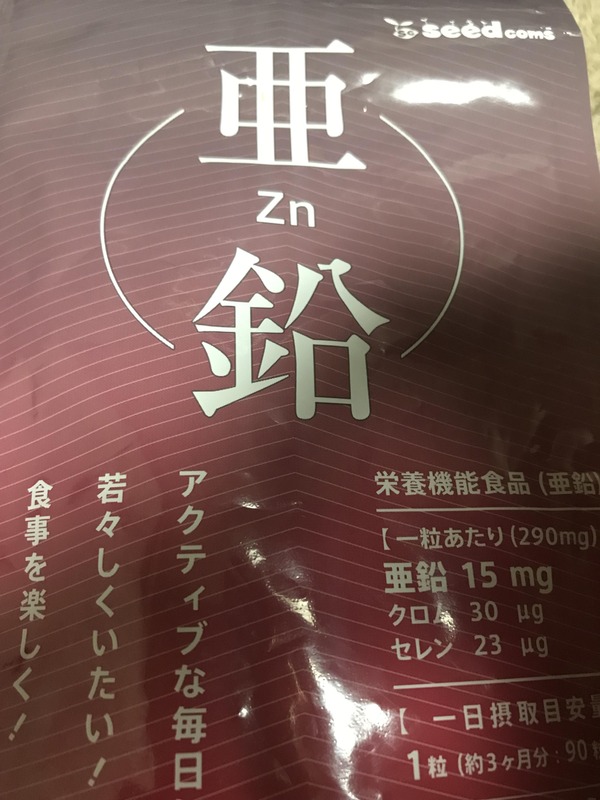 seedcoms
亜
Zn
鉛
栄養機能食品(亜鉛)
【一粒あたり(290mg)
亜鉛 15 mg
クロム 30 μg
セレン 23 μg
【一日摂取目安量
1粒(約3ヶ月分:90粒
アクティブな毎日
若々しくいたい!
食事を楽しく!